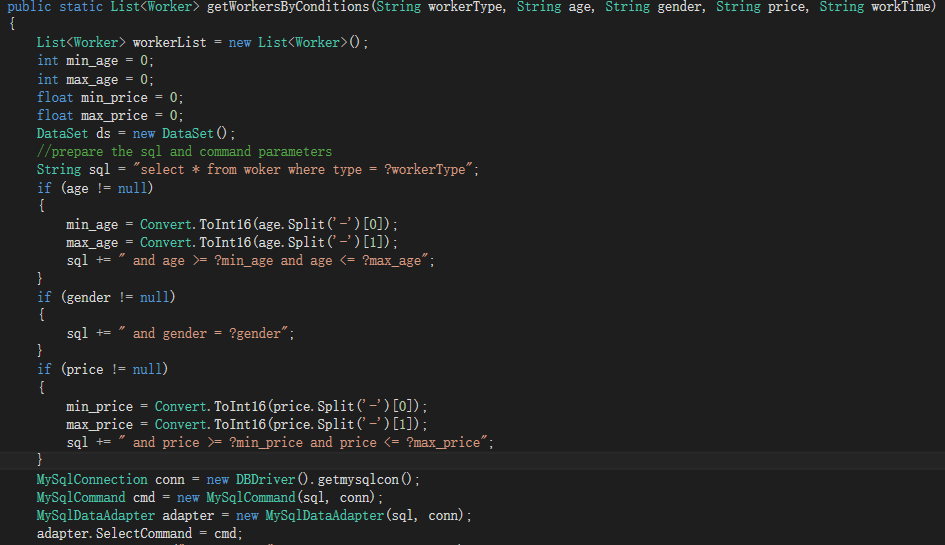 public static List<Worker> getWorkersByConditions(String workerType, String age, String gender, String price, String workTime)
{
List<Worker> workerList = new List<Worker>();
int min_age = 0;
int max_age = 0;
float min_price = 0;
float max_price = 0;
DataSet ds = new DataSet();
//prepare the sql and command parameters
String sql = "select * from woker where type = ?workerType";
if (age != null)
{
min_age = Convert.ToInt16(age.Split('-')[0]);
max_age = Convert.ToInt16(age.Split('-')[1]);
sql += " and age >= ?min_age and age <= ?max_age";
}
if (gender != null)
{
sql += " and gender = ?gender";
}
if (price != null)
{
min_price = Convert.ToInt16(price.Split('-')[0]);
max_price = Convert.ToInt16(price.Split('-')[1]);
sql += " and price >= ?min_price and price <= ?max_price";
}
MySqlConnection conn = new DBDriver().getmysqlcon();
MySqlCommand cmd = new MySqlCommand(sql, conn);
MySqlDataAdapter adapter = new MySqlDataAdapter(sql, conn);
adapter.SelectCommand = cmd;